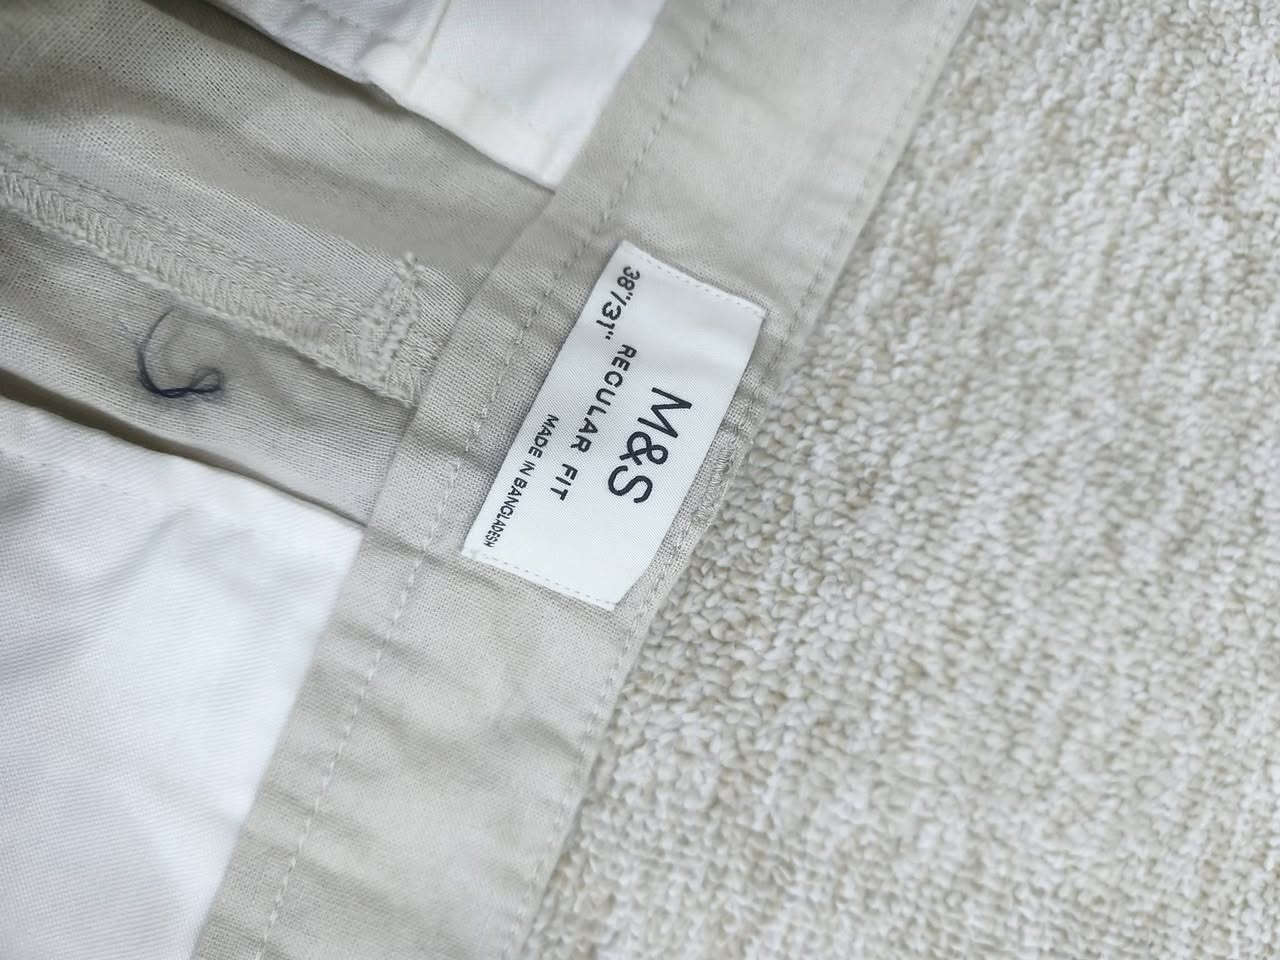 M&S
38"/31" REGULAR FIT
MADE IN BANGLADESH